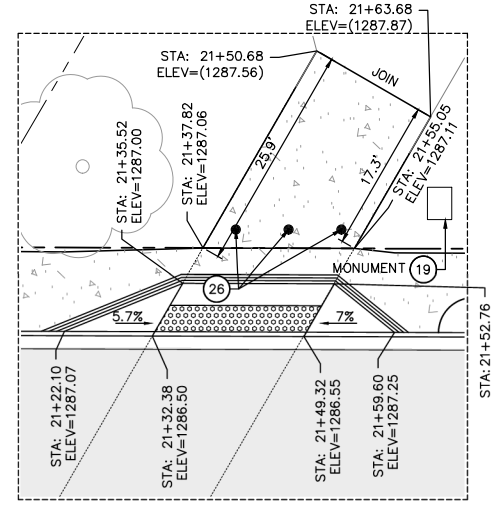 STA: 21+63.68
ELEV=(1287.87)
STA: 21+50.68
ELEV=(1287.56)
JOIN
STA: 21+35.52
ELEV=1287.00
STA: 21+37.82
ELEV=1287.06
25.9'
17.3'
STA: 21+55.05
ELEV=1287.11
MONUMENT 19
26
5.7%
7%
STA: 21+52.76
STA: 21+22.10
ELEV=1287.07
STA: 21+32.38
ELEV=1286.50
STA: 21+49.32
ELEV=1286.55
STA: 21+59.60
ELEV=1287.25